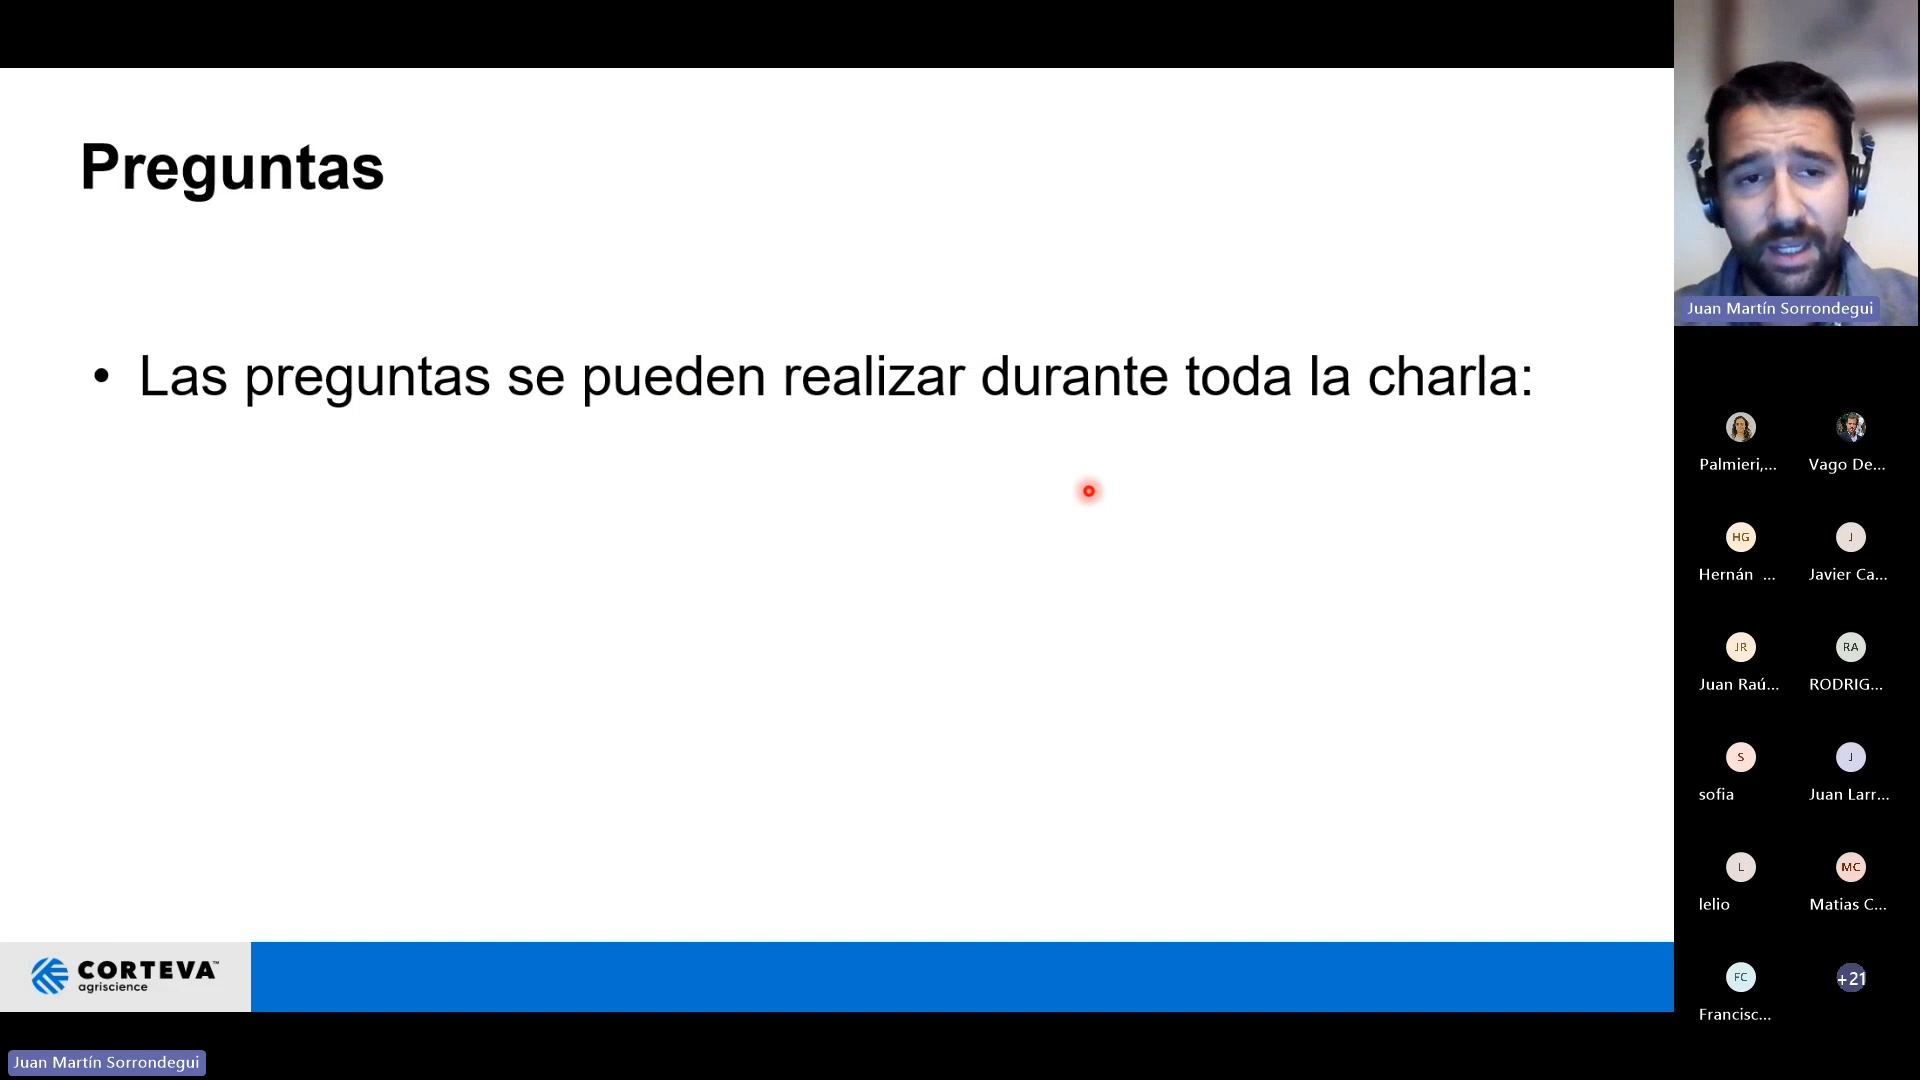 Preguntas
• Las preguntas se pueden realizar durante toda la charla:
CORTEVA™
agriscience
Juan Martín Sorrondegui
Juan Martín Sorrondegui
Palmieri,...
Vago De...
HG
J
Hernán ...
Javier Ca...
JR
RA
Juan Raú...
RODRIG...
S
J
sofia
Juan Larr...
L
MC
lelio
Matias C...
FC
+21
Francisc...